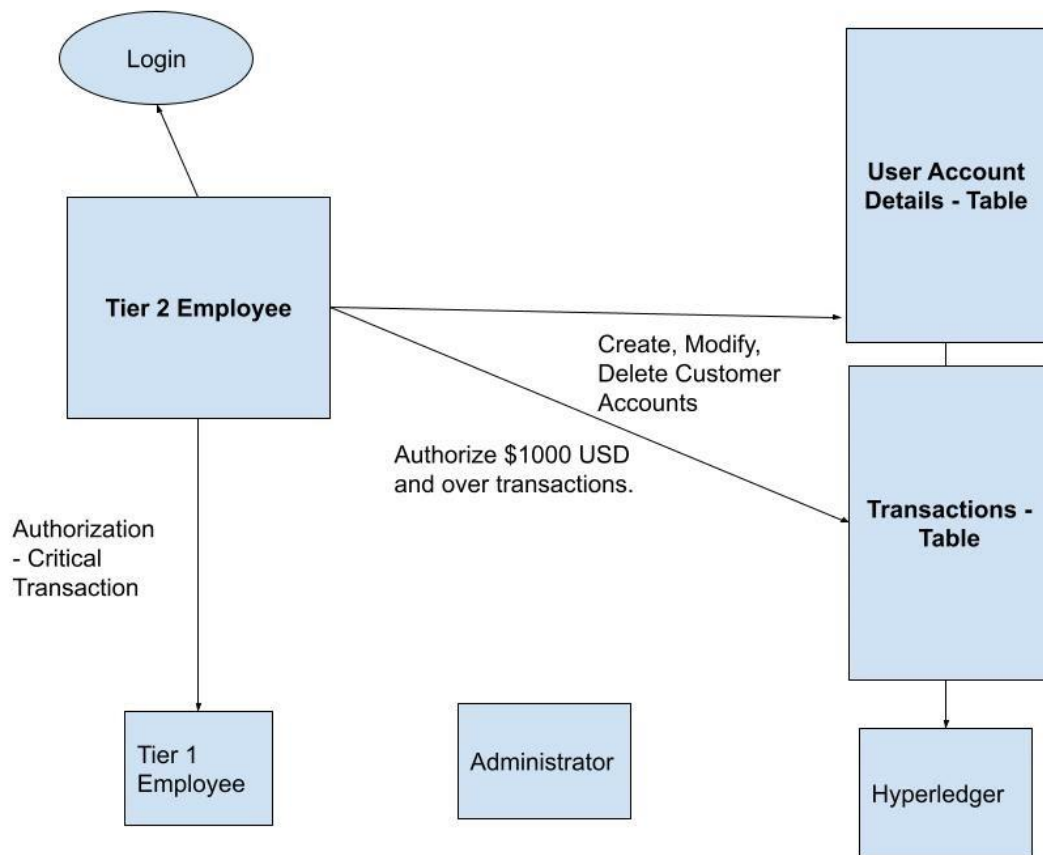 Login
User Account
Details - Table
Tier 2 Employee
Create, Modify,
Delete Customer
Accounts
Authorize $1000 USD
and over transactions.
Transactions -
Table
Authorization
- Critical
Transaction
Tier 1
Employee
Administrator
Hyperledger